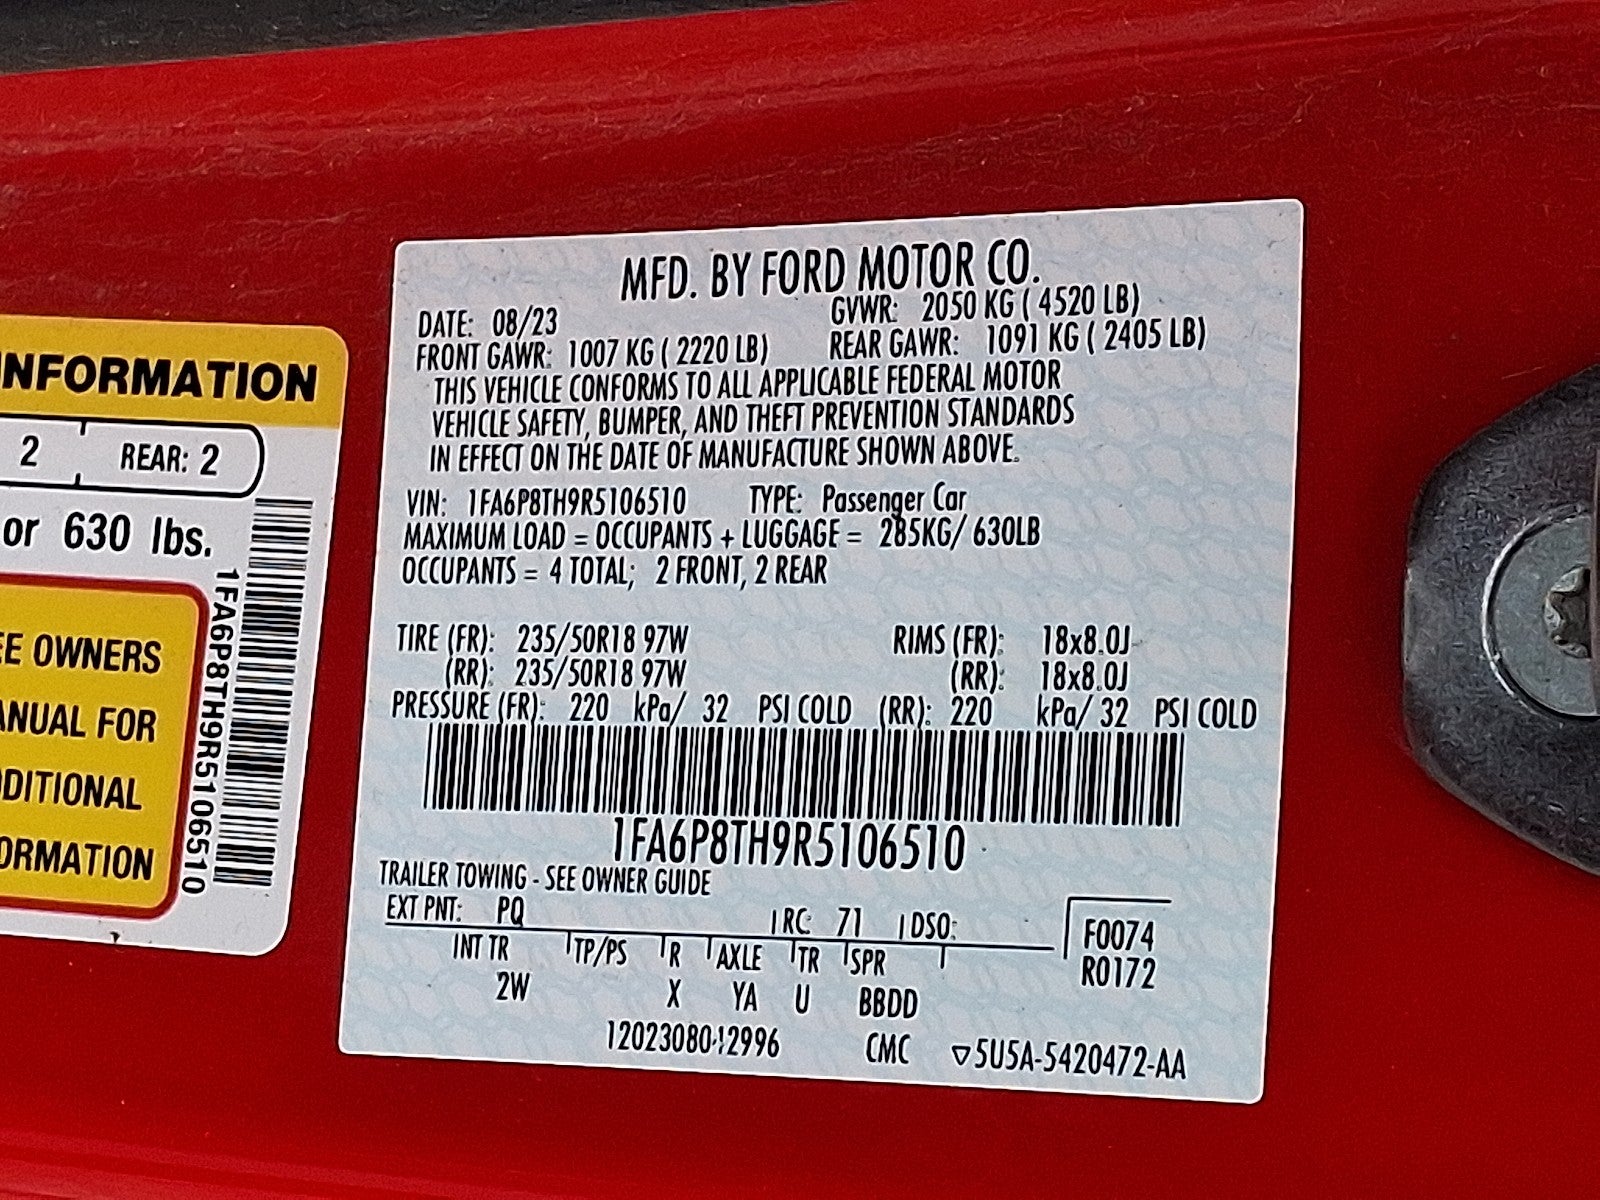 INFORMATION
2 REAR: 2
or 630 lbs.
1FA6P8TH9R5106510
EE OWNERS
ANUAL FOR
DDITIONAL
ORMATION
MFD. BY FORD MOTOR CO.
DATE: 08/23 GVWR: 2050 KG ( 4520 LB)
FRONT GAWR: 1007 KG ( 2220 LB) REAR GAWR: 1091 KG ( 2405 LB)
THIS VEHICLE CONFORMS TO ALL APPLICABLE FEDERAL MOTOR
VEHICLE SAFETY, BUMPER, AND THEFT PREVENTION STANDARDS
IN EFFECT ON THE DATE OF MANUFACTURE SHOWN ABOVE.
VIN: 1FA6P8TH9R5106510 TYPE: Passenger Car
MAXIMUM LOAD = OCCUPANTS + LUGGAGE = 285KG/ 630LB
OCCUPANTS = 4 TOTAL; 2 FRONT, 2 REAR
TIRE (FR): 235/50R18 97W RIMS (FR): 18x8.0J
(RR): 235/50R18 97W (RR): 18x8.0J
PRESSURE (FR): 220 kPa/ 32 PSI COLD (RR): 220 kPa/ 32 PSI COLD
1FA6P8TH9R5106510
TRAILER TOWING - SEE OWNER GUIDE
EXT PNT: PQ RC: 71 DSO: F0074
INT TR TP/PS R AXLE TR SPR R0172
2W X YA U BBDD
1202308042996 CMC ▽5U5A-5420472-AA